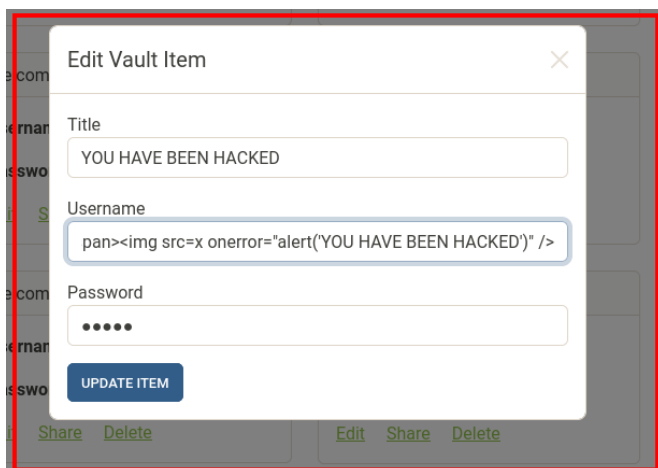 Edit Vault Item
Title
YOU HAVE BEEN HACKED
Username
pan><img src=x onerror="alert('YOU HAVE BEEN HACKED')" />
Password
UPDATE ITEM
Share Delete
Edit Share Delete